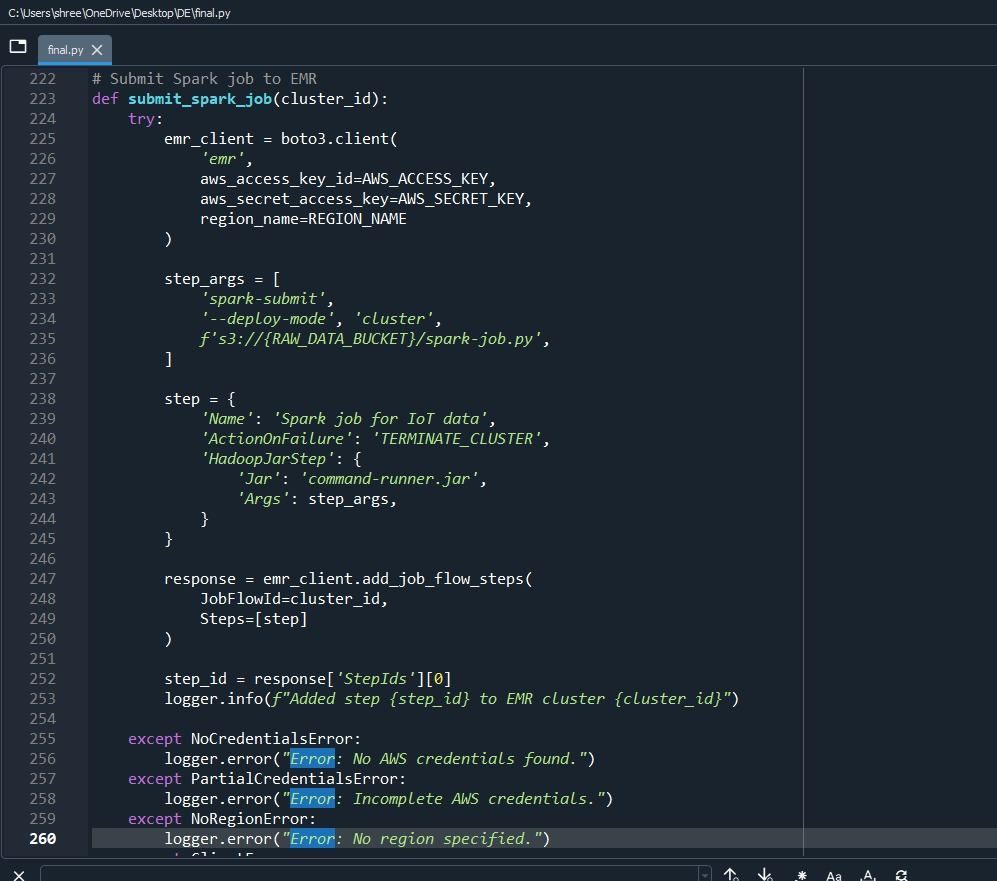 C:\Users\shree\OneDrive\Desktop\DE\final.py
final.py
222 # Submit Spark job to EMR
223 def submit_spark_job(cluster_id):
224     try:
225         emr_client = boto3.client(
226             'emr',
227             aws_access_key_id=AWS_ACCESS_KEY,
228             aws_secret_access_key=AWS_SECRET_KEY,
229             region_name=REGION_NAME
230         )
231
232         step_args = [
233             'spark-submit',
234             '--deploy-mode', 'cluster',
235             f's3://{RAW_DATA_BUCKET}/spark-job.py',
236         ]
237
238         step = {
239             'Name': 'Spark job for IoT data',
240             'ActionOnFailure': 'TERMINATE_CLUSTER',
241             'HadoopJarStep': {
242                 'Jar': 'command-runner.jar',
243                 'Args': step_args,
244             }
245         }
246
247         response = emr_client.add_job_flow_steps(
248             JobFlowId=cluster_id,
249             Steps=[step]
250         )
251
252         step_id = response['StepIds'][0]
253         logger.info(f"Added step {step_id} to EMR cluster {cluster_id}")
254
255     except NoCredentialsError:
256         logger.error("Error: No AWS credentials found.")
257     except PartialCredentialsError:
258         logger.error("Error: Incomplete AWS credentials.")
259     except NoRegionError:
260         logger.error("Error: No region specified.")
Aa